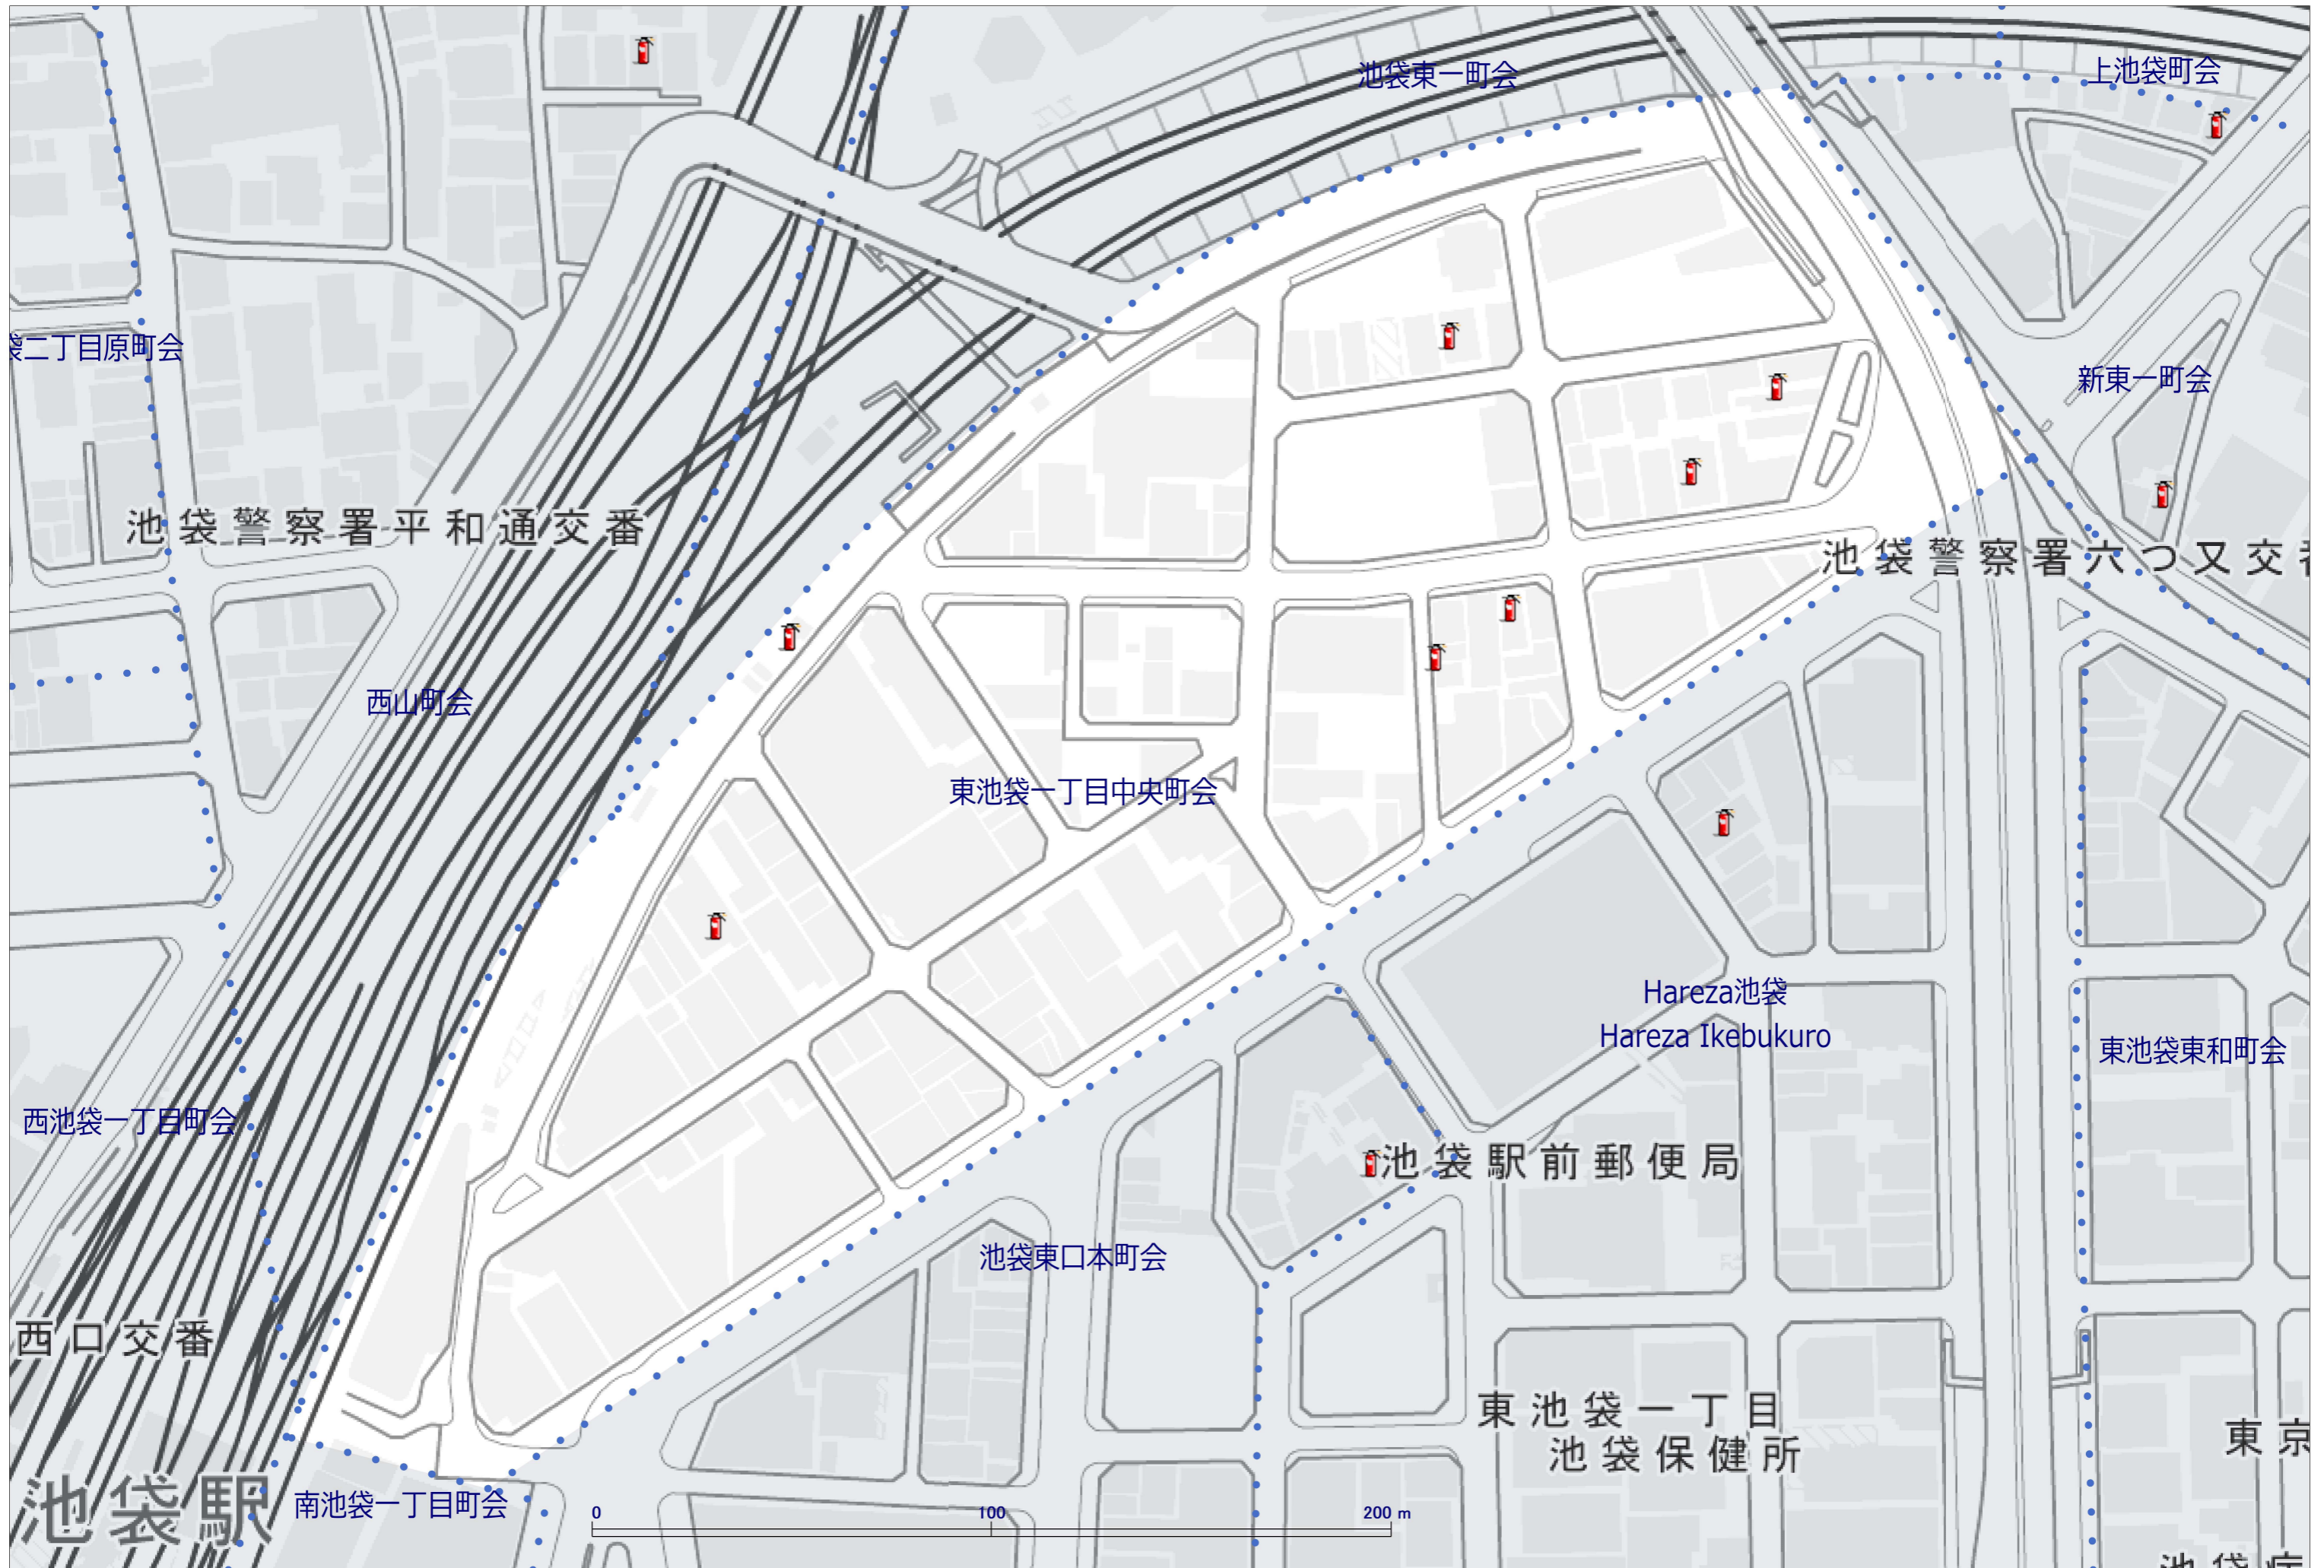 池袋東一町会
上池袋町会
二丁目原町会
新東一町会
池袋警察署平和通交番
池袋警察署六つ又交
西山町会
東池袋一丁目中央町会
Hareza池袋
Hareza Ikebukuro
東池袋東和町会
西池袋一丁目町会
池袋駅前郵便局
池袋東口本町会
西口交番
東池袋一丁目
池袋保健所
東京
池袋駅
南池袋一丁目町会
0 100 200 m